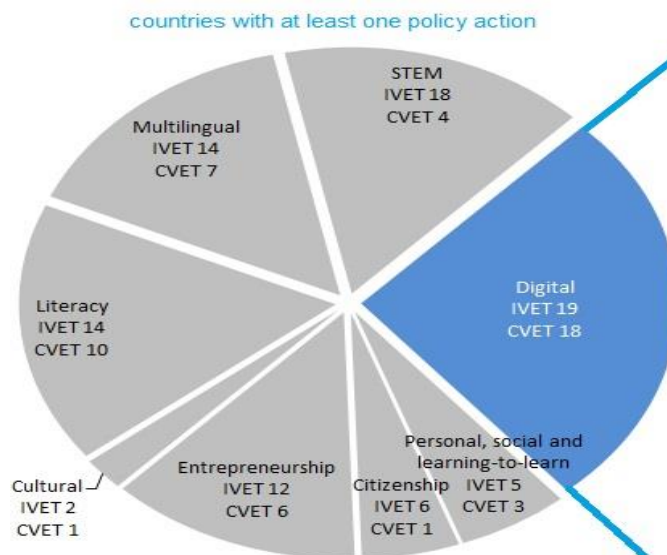 countries with at least one policy action
STEM
IVET 18
CVET 4
Multilingual
IVET 14
CVET 7
Digital
IVET 19
CVET 18
Literacy
IVET 14
CVET 10
Personal, social and
learning-to-learn
IVET 5
CVET 3
Citizenship
IVET 6
CVET 1
Entrepreneurship
IVET 12
CVET 6
Cultural
IVET 2
CVET 1